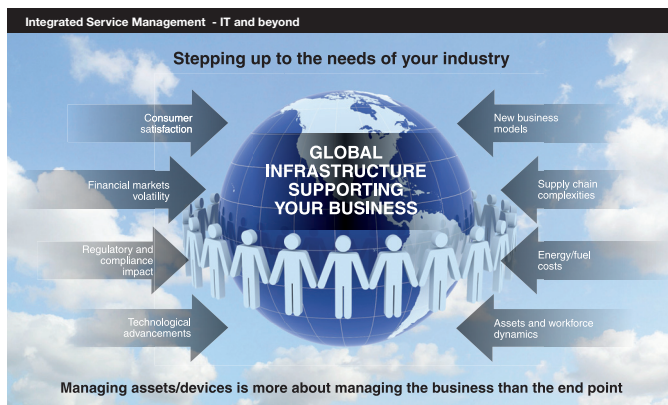 Integrated Service Management - IT and beyond
Stepping up to the needs of your industry
Consumer
satisfaction
Financial markets
volatility
Regulatory and
compliance
impact
Technological
advancements
GLOBAL
INFRASTRUCTURE
SUPPORTING
YOUR BUSINESS
New business
models
Supply chain
complexities
Energy/fuel
costs
Assets and workforce
dynamics
Managing assets/devices is more about managing the business than the end point